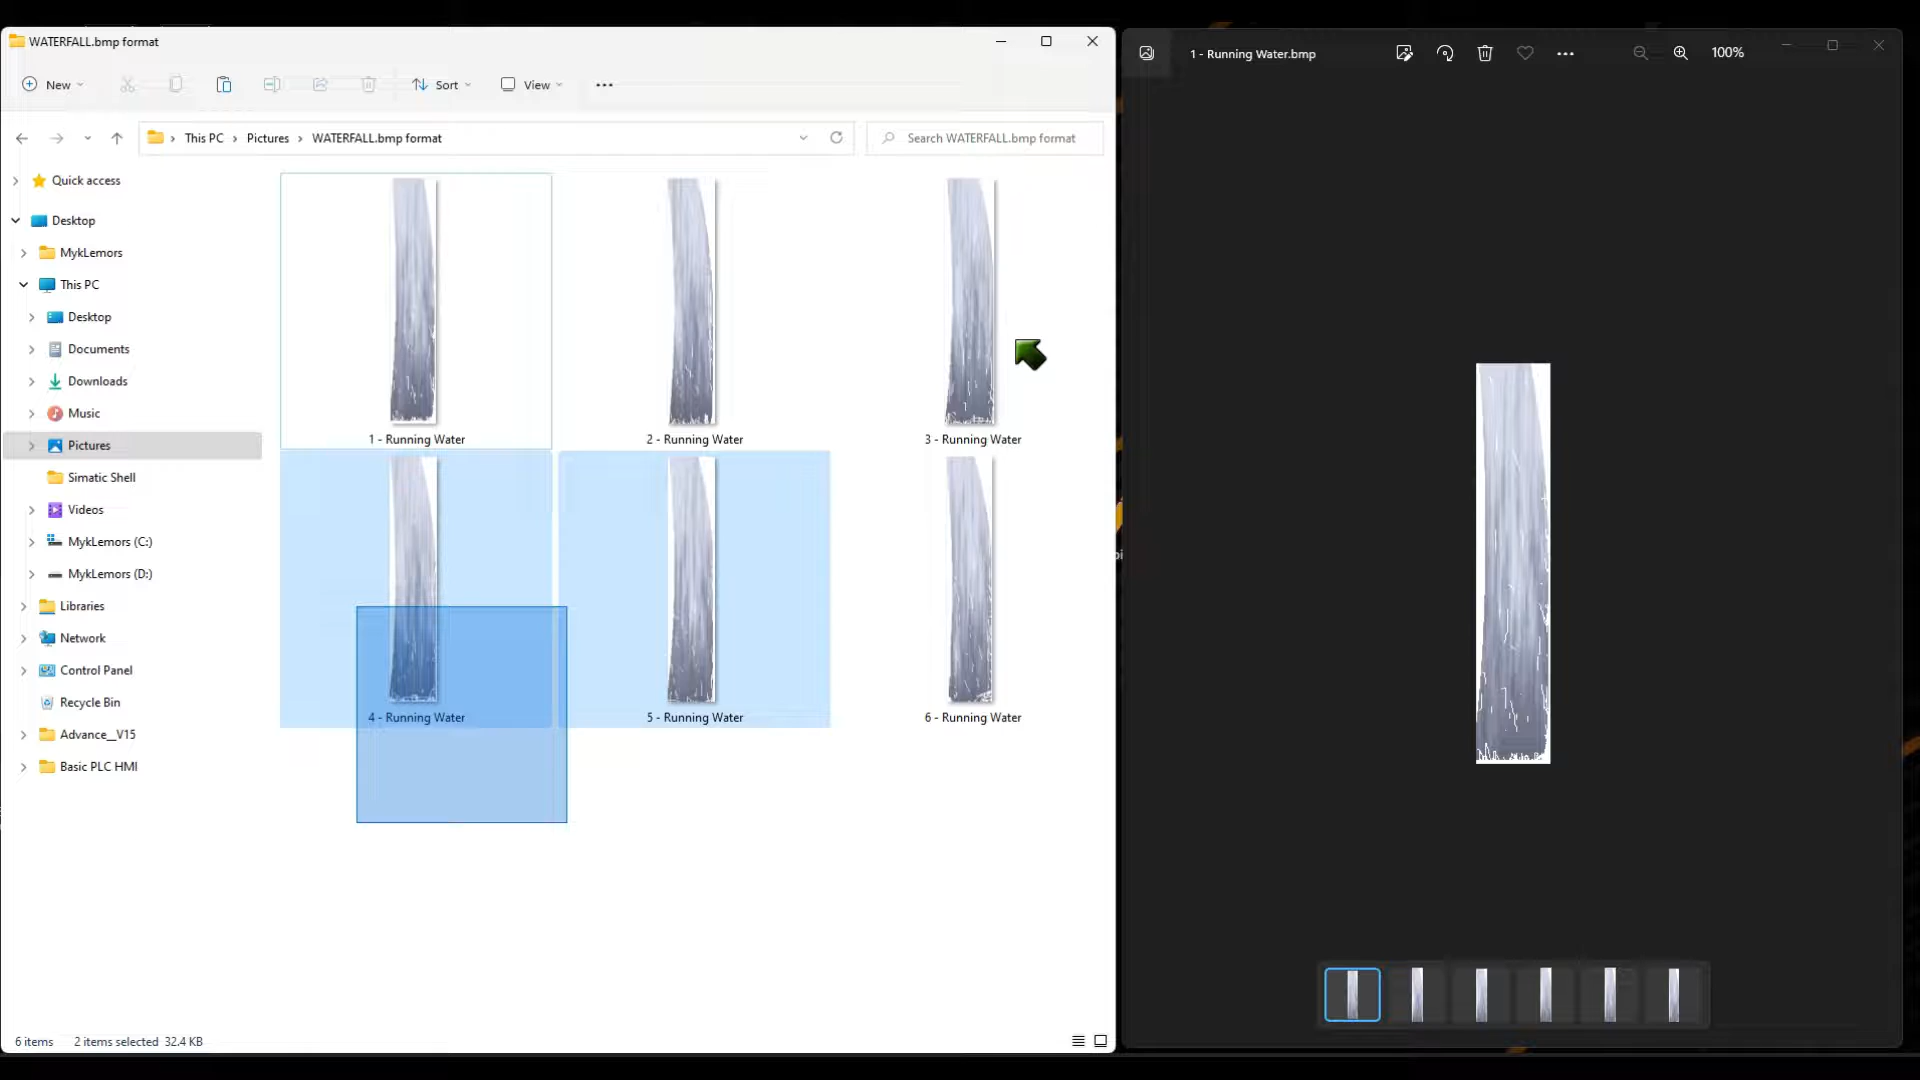 WATERFALL.bmp format
New
Sort
View
This PC
Pictures
WATERFALL.bmp format
Search WATERFALL.bmp format
Quick access
Desktop
MykLemors
This PC
Desktop
Documents
Downloads
Music
Pictures
Simatic Shell
Videos
MykLemors (C:)
MykLemors (D:)
Libraries
Network
Control Panel
Recycle Bin
Advance__V15
Basic PLC HMI
1 - Running Water
2 - Running Water
3 - Running Water
4 - Running Water
5 - Running Water
6 - Running Water
6 items
2 items selected 32.4 KB
1 - Running Water.bmp
100%